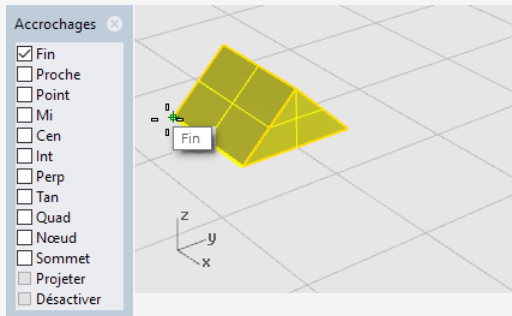 Accrochages
Fin
Proche
Point
Mi
Cen
Int
Perp
Tan
Quad
Nœud
Sommet
Projeter
Désactiver
Fin
z
y
x